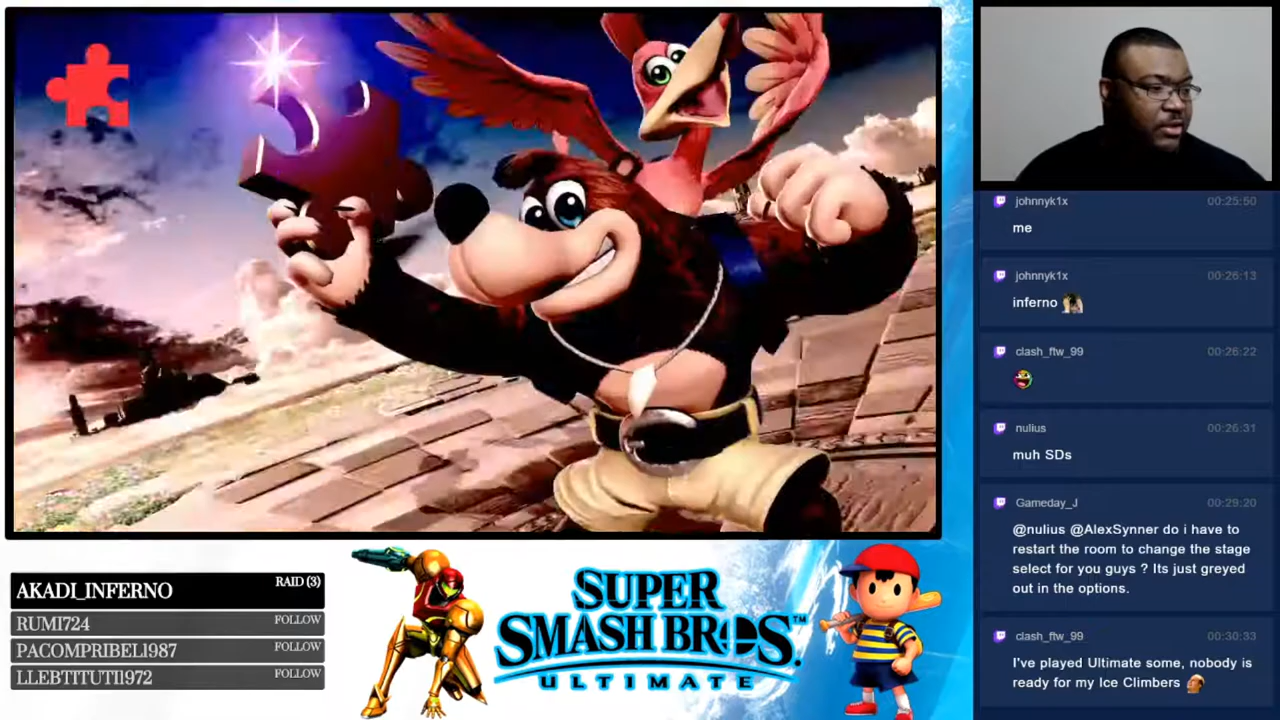 johnnyk1x 00:25:50
me
johnnyk1x 00:26:13
inferno
clash_ftw_99 00:26:22
nulius 00:26:31
muh SDs
Gameday_J 00:29:20
@nulius @AlexSynner do i have to
restart the room to change the stage
select for you guys ? Its just greyed
out in the options.
clash_ftw_99 00:30:33
I've played Ultimate some, nobody is
ready for my Ice Climbers
AKADI_INFERNO RAID (3)
RUMI724 FOLLOW
PACOMPRIBEL1987 FOLLOW
LLEBTITUTI1972 FOLLOW
SUPER
SMASH BROS.™
ULTIMATE